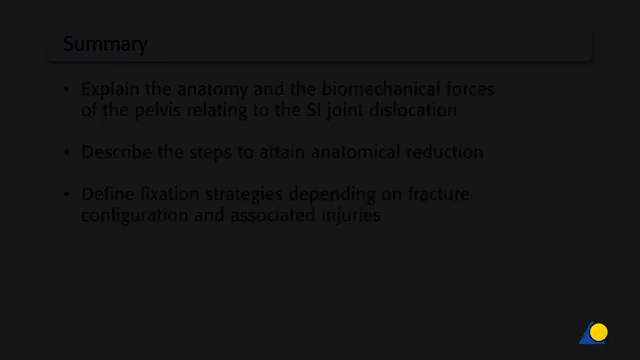 Summary
• Explain the anatomy and the biomechanical forces
of the pelvis relating to the SI joint dislocation
• Describe the steps to attain anatomical reduction
• Define fixation strategies depending on fracture
configuration and associated injuries